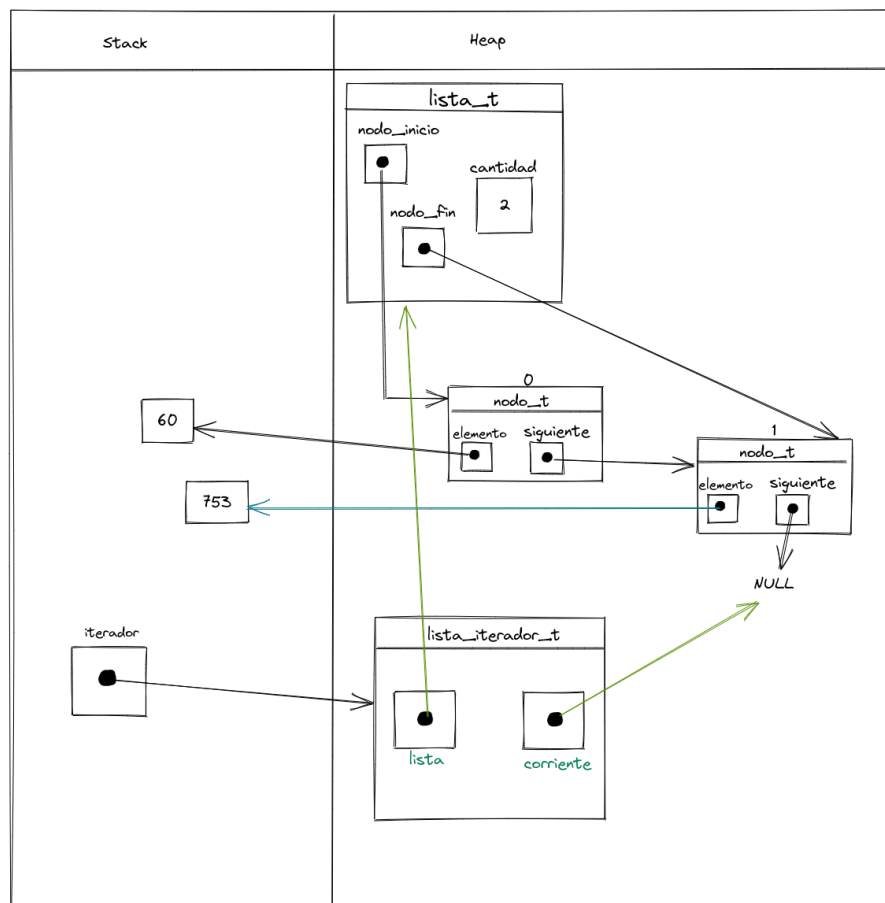 Stack
Heap
lista_t
nodo_inicio
cantidad
2
nodo_fin
0
nodo_t
60
elemento siguiente
1
nodo_t
753
elemento siguiente
NULL
iterador
lista_iterador_t
lista
corriente